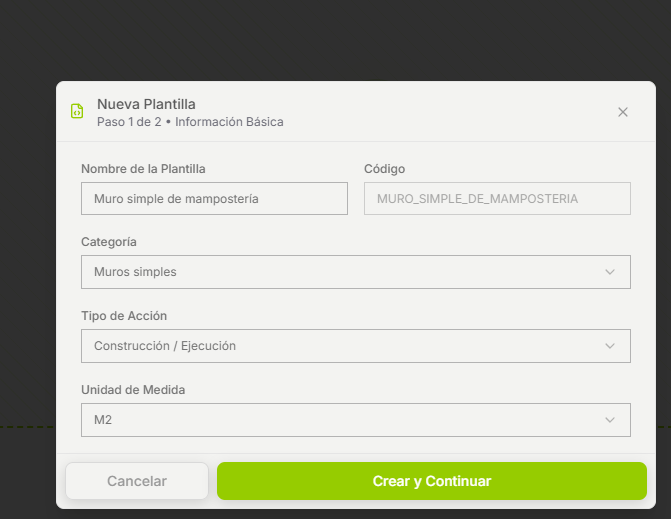 Nueva Plantilla
Paso 1 de 2 • Información Básica
Nombre de la Plantilla
Código
Muro simple de mampostería
MURO_SIMPLE_DE_MAMPOSTERIA
Categoría
Muros simples
Tipo de Acción
Construcción / Ejecución
Unidad de Medida
M2
Cancelar
Crear y Continuar